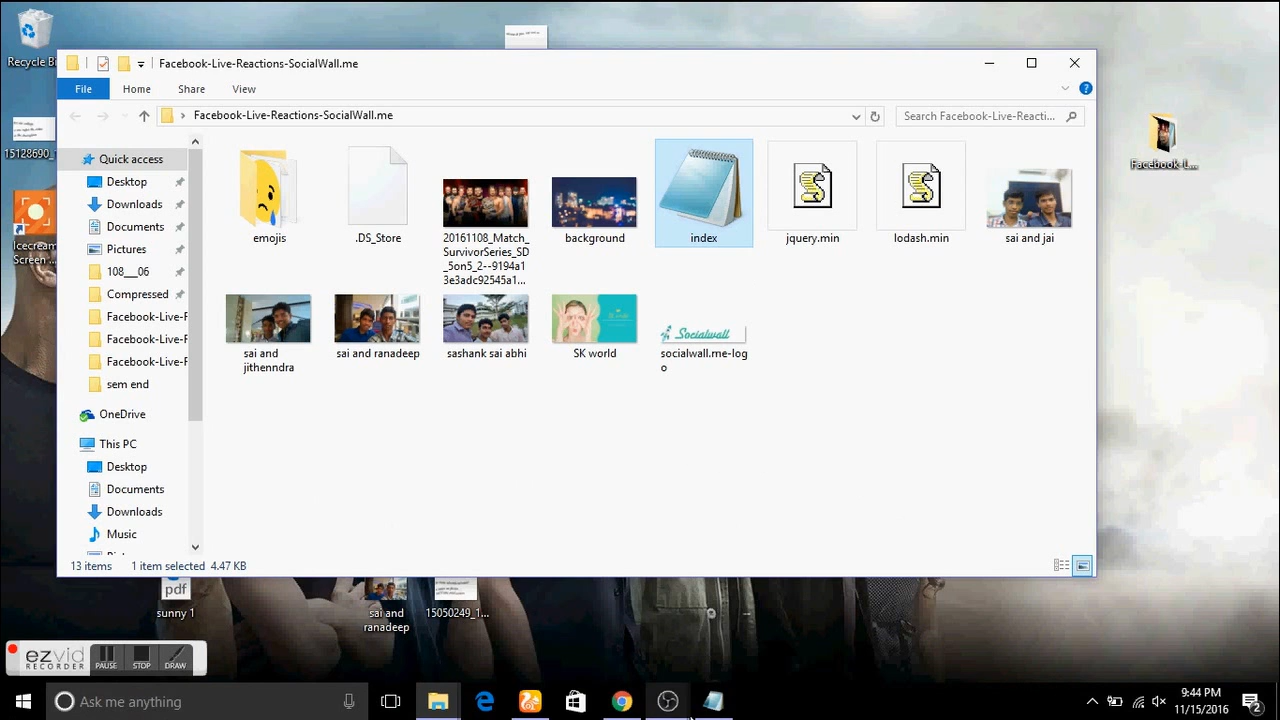 Recycle Bi
15128690_1
Icecream
Screen ...
Facebook-Live-Reactions-SocialWall.me
File
Home
Share
View
Facebook-Live-Reactions-SocialWall.me
Search Facebook-Live-Reacti...
Quick access
Desktop
Downloads
Documents
Pictures
108___06
Compressed
Facebook-Live-F
Facebook-Live-F
Facebook-Live-F
sem end
OneDrive
This PC
Desktop
Documents
Downloads
Music
emojis
.DS_Store
20161108_Match_
SurvivorSeries_SD
_5on5_2--9194a1
3e3adc92545a1...
background
index
jquery.min
lodash.min
sai and jai
sai and
jithenndra
sai and ranadeep
sashank sai abhi
SK world
Socialwall
socialwall.me-log
o
13 items
1 item selected 4.47 KB
Facebook-L...
pdf
sunny 1
sai and
ranadeep
15050249_1...
ezvid
RECORDER
PAUSE
STOP
DRAW
Ask me anything
9:44 PM
11/15/2016
2